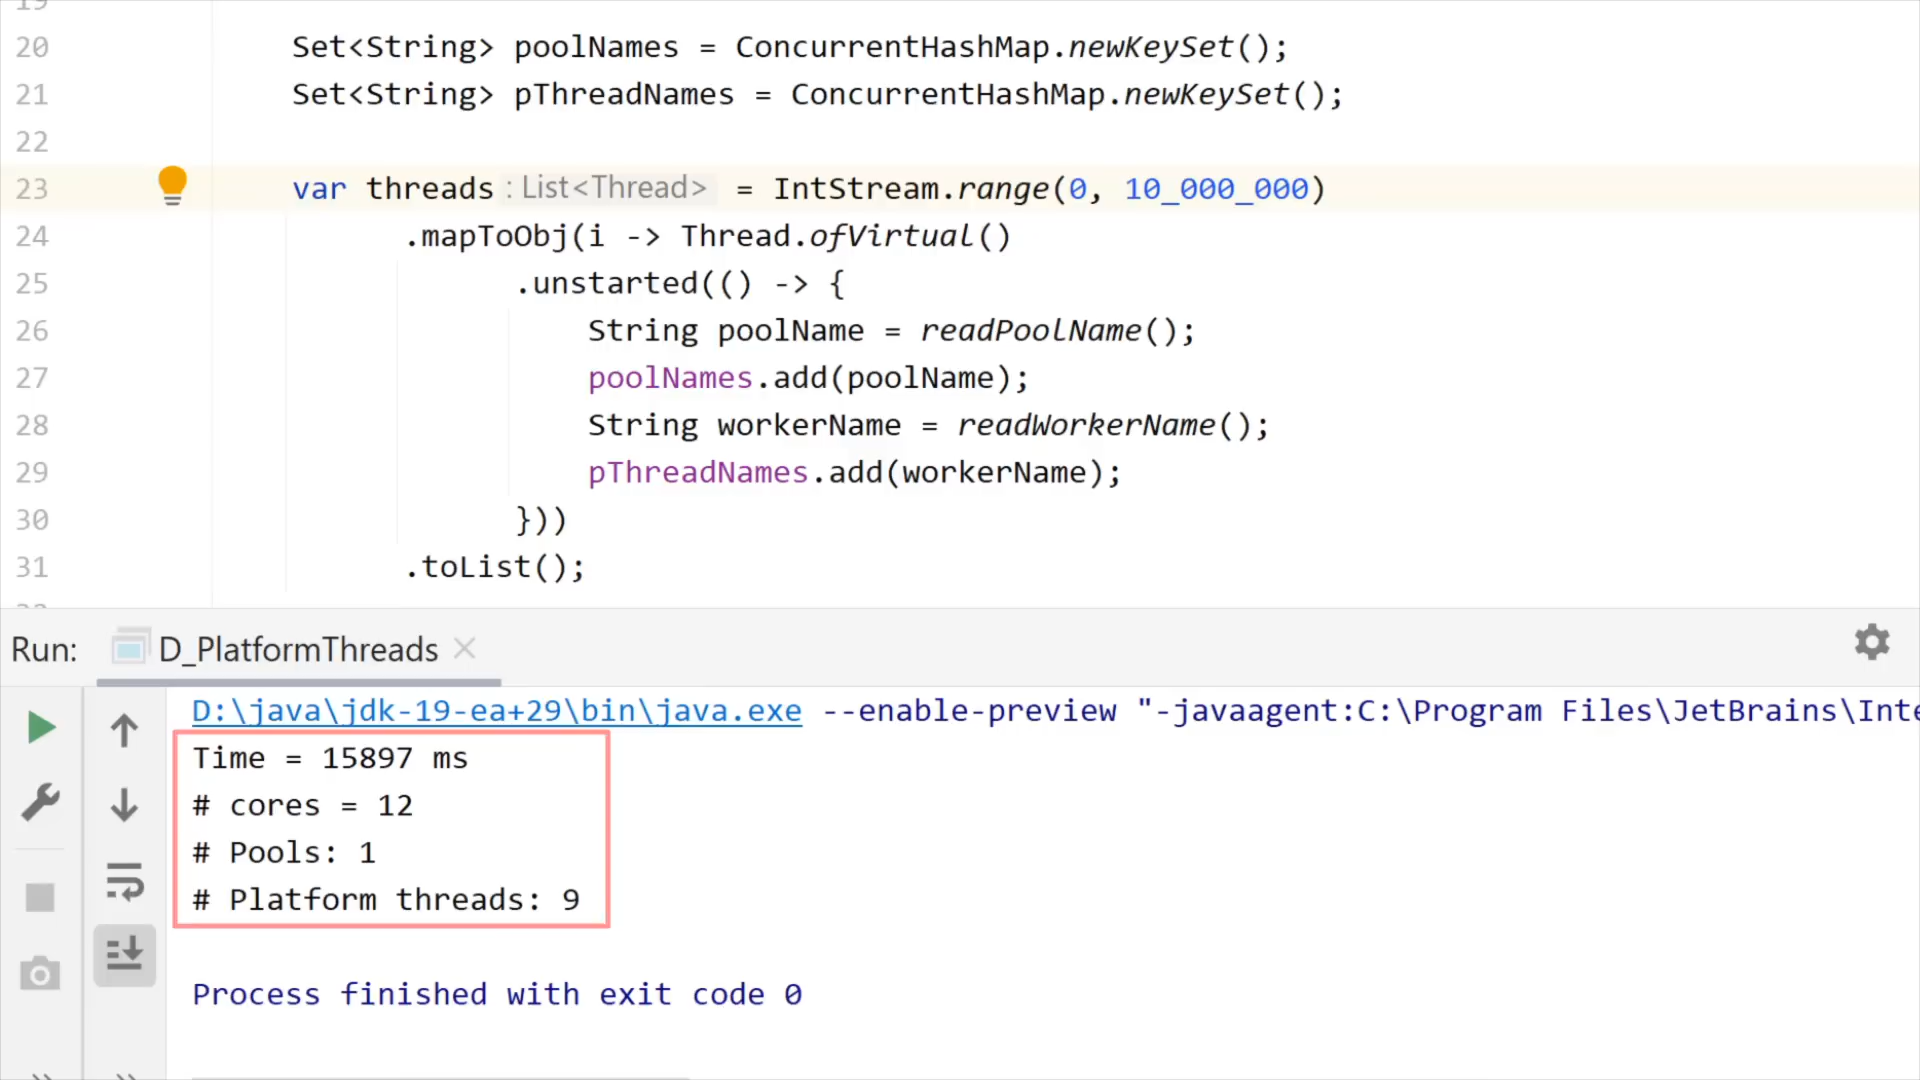 20 Set<String> poolNames = ConcurrentHashMap.newKeySet();
21 Set<String> pThreadNames = ConcurrentHashMap.newKeySet();
22
23 var threads : List<Thread> = IntStream.range(0, 10_000_000)
24 .mapToObj(i -> Thread.ofVirtual()
25 .unstarted(() -> {
26 String poolName = readPoolName();
27 poolNames.add(poolName);
28 String workerName = readWorkerName();
29 pThreadNames.add(workerName);
30 }))
31 .toList();
Run: D_PlatformThreads
D:\java\jdk-19-ea+29\bin\java.exe --enable-preview "-javaagent:C:\Program Files\JetBrains\Inte
Time = 15897 ms
# cores = 12
# Pools: 1
# Platform threads: 9
Process finished with exit code 0